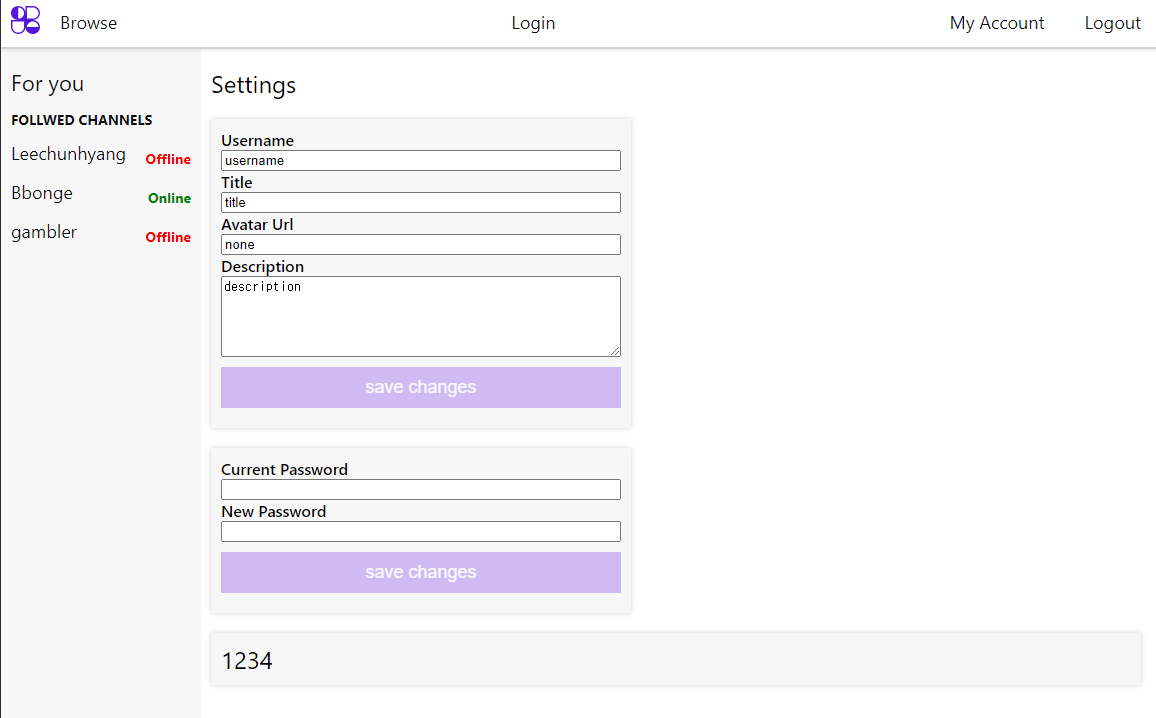 Browse Login My Account Logout
For you
FOLLWED CHANNELS
Leechunhyang Offline
Bbonge Online
gambler Offline
Settings
Username
username
Title
title
Avatar Url
none
Description
description
save changes
Current Password
New Password
save changes
1234